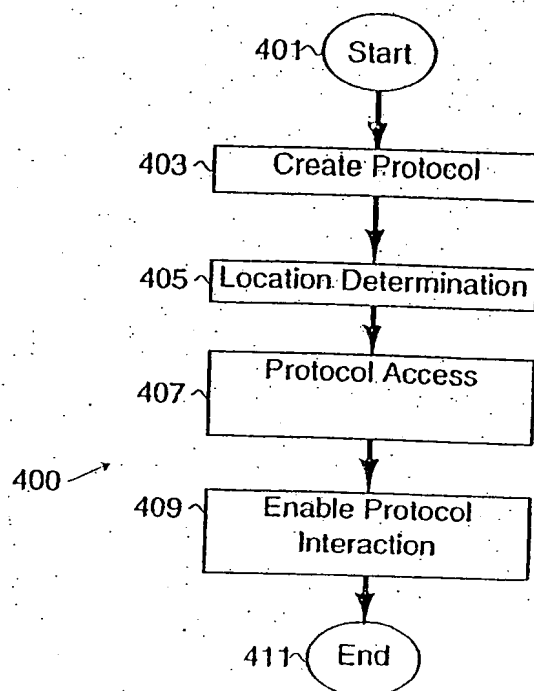 401 Start
403 Create Protocol
405 Location Determination
407 Protocol Access
400
409 Enable Protocol
Interaction
411 End